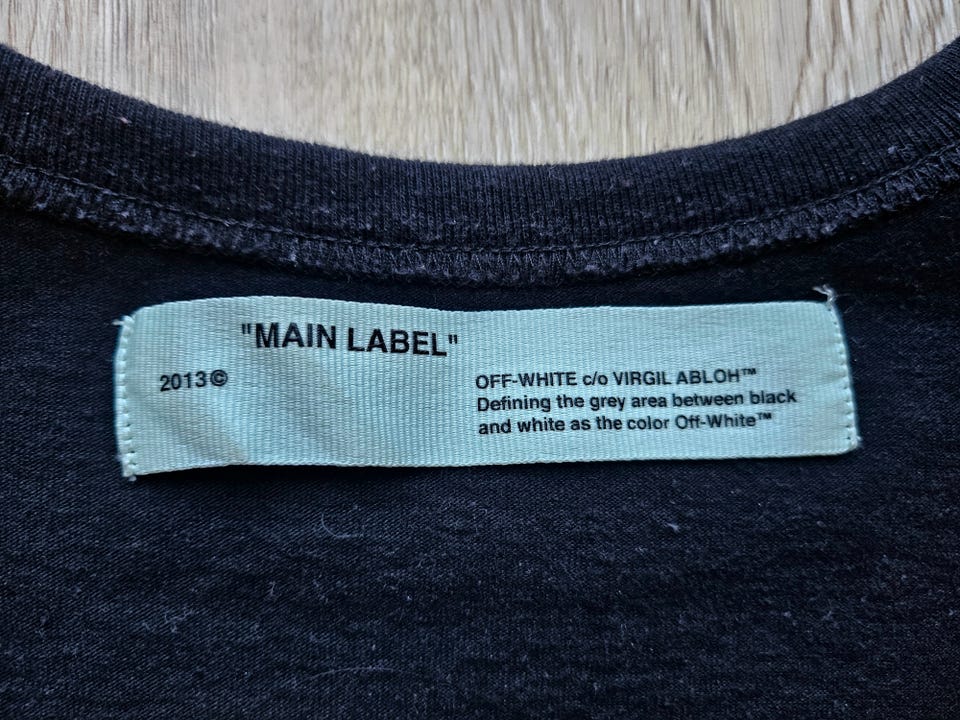 "MAIN LABEL"
2013©
OFF-WHITE c/o VIRGIL ABLOH™
Defining the grey area between black
and white as the color Off-White™